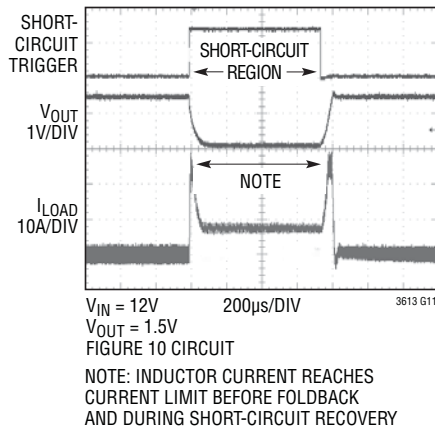 SHORT-
CIRCUIT
TRIGGER
SHORT-CIRCUIT
REGION
VOUT
1V/DIV
NOTE
ILOAD
10A/DIV
VIN = 12V
200µs/DIV
3613 G11
VOUT = 1.5V
FIGURE 10 CIRCUIT
NOTE: INDUCTOR CURRENT REACHES
CURRENT LIMIT BEFORE FOLDBACK
AND DURING SHORT-CIRCUIT RECOVERY